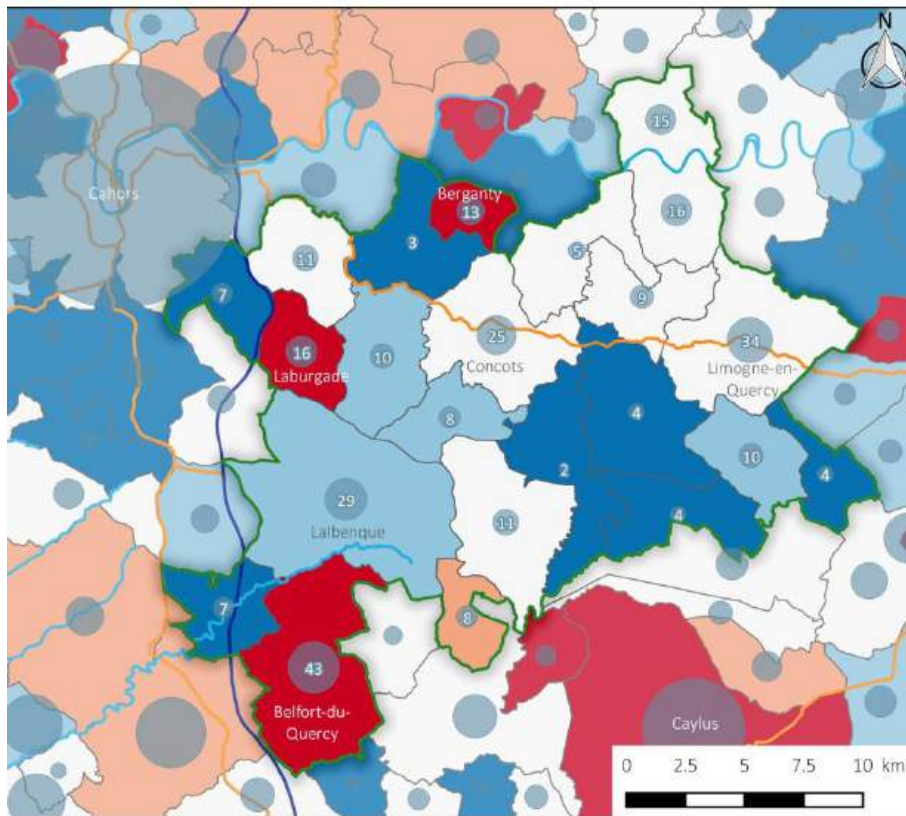 N
15
Cahors
Berganty
13
16
3
5
11
7
9
25
34
16
10
Laburgade
Concots
Limogne-en-
Quercy
8
4
10
2
4
29
11
4
Lalbenque
7
8
43
Belfort-du-
Quercy
Caylus
0 2.5 5 7.5 10 km